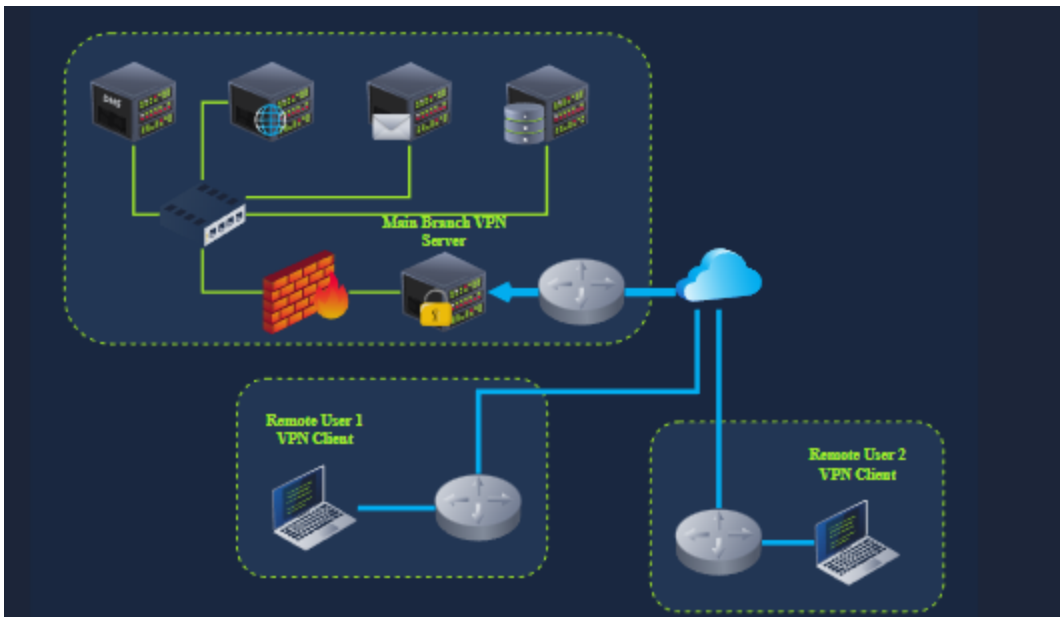 DNS
Main Branch VPN
Server
Remote User 1
VPN Client
Remote User 2
VPN Client